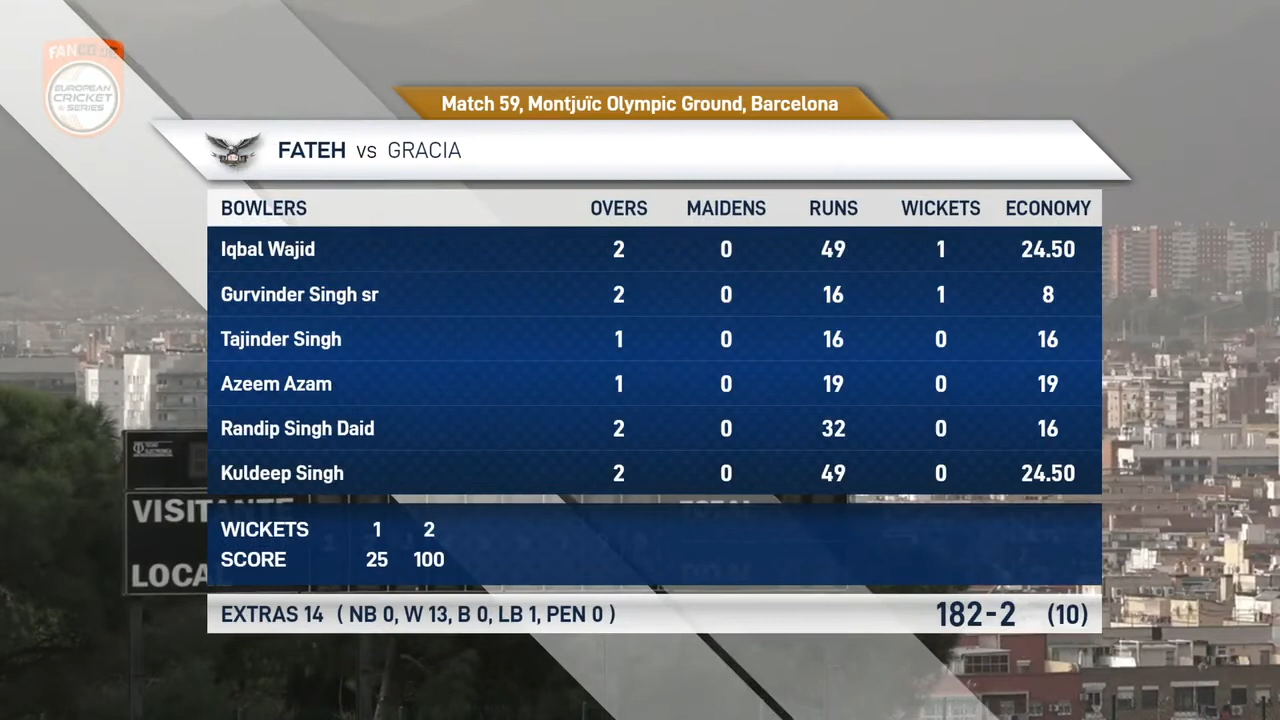 FANCODE
EUROPEAN
CRICKET
SERIES
Match 59, Montjuïc Olympic Ground, Barcelona
FATEH vs GRACIA
BOWLERS OVERS MAIDENS RUNS WICKETS ECONOMY
Iqbal Wajid 2 0 49 1 24.50
Gurvinder Singh sr 2 0 16 1 8
Tajinder Singh 1 0 16 0 16
Azeem Azam 1 0 19 0 19
Randip Singh Daid 2 0 32 0 16
Kuldeep Singh 2 0 49 0 24.50
VISITANTE
LOCAL
WICKETS 1 2
SCORE 25 100
EXTRAS 14 ( NB 0, W 13, B 0, LB 1, PEN 0 ) 182-2 (10)